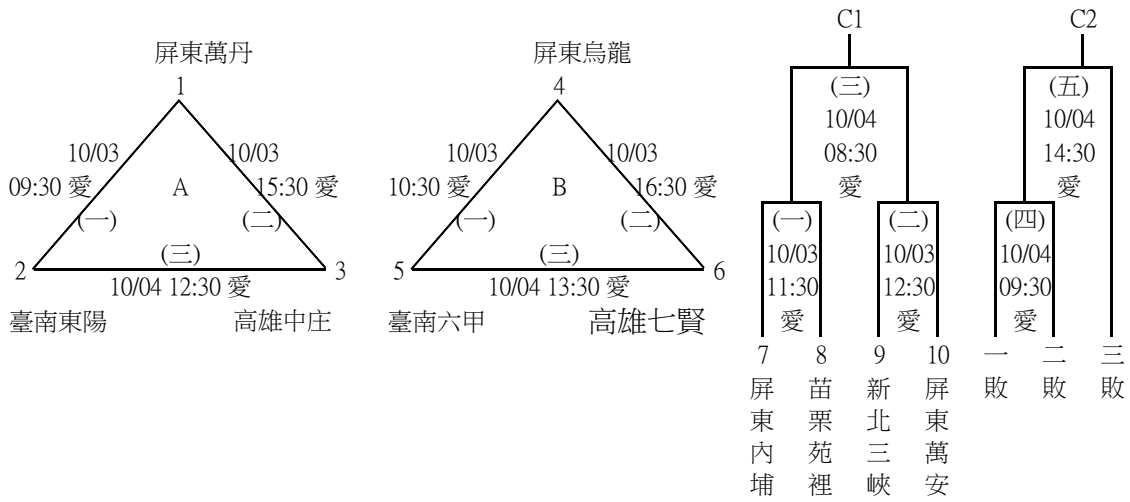 屏東萬丹
1
10/03
09:30 愛
(一)
A
10/03
15:30 愛
(二)
(三)
2
3
10/04 12:30 愛
臺南東陽
高雄中庄
屏東烏龍
4
10/03
10:30 愛
(一)
B
10/03
16:30 愛
(二)
(三)
5
6
10/04 13:30 愛
臺南六甲
高雄七賢
C1
(三)
10/04
08:30
愛
(一)
10/03
11:30
愛
(二)
10/03
12:30
愛
7
屏東內埔
8
苗栗苑裡
9
新北三峽
10
屏東萬安
C2
(五)
10/04
14:30
愛
(四)
10/04
09:30
愛
一敗
二敗
三敗